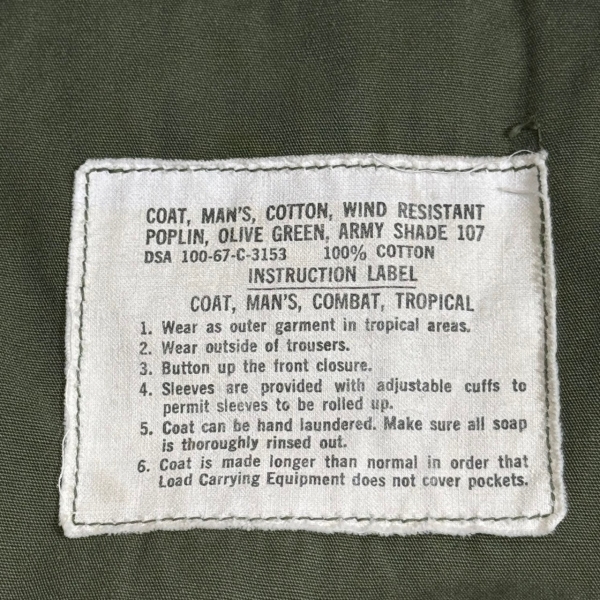 COAT, MAN'S, COTTON, WIND RESISTANT
POPLIN, OLIVE GREEN, ARMY SHADE 107
DSA 100-67-C-3153 100% COTTON
INSTRUCTION LABEL
COAT, MAN'S, COMBAT, TROPICAL
1. Wear as outer garment in tropical areas.
2. Wear outside of trousers.
3. Button up the front closure.
4. Sleeves are provided with adjustable cuffs to
permit sleeves to be rolled up.
5. Coat can be hand laundered. Make sure all soap
is thoroughly rinsed out.
6. Coat is made longer than normal in order that
Load Carrying Equipment does not cover pockets.